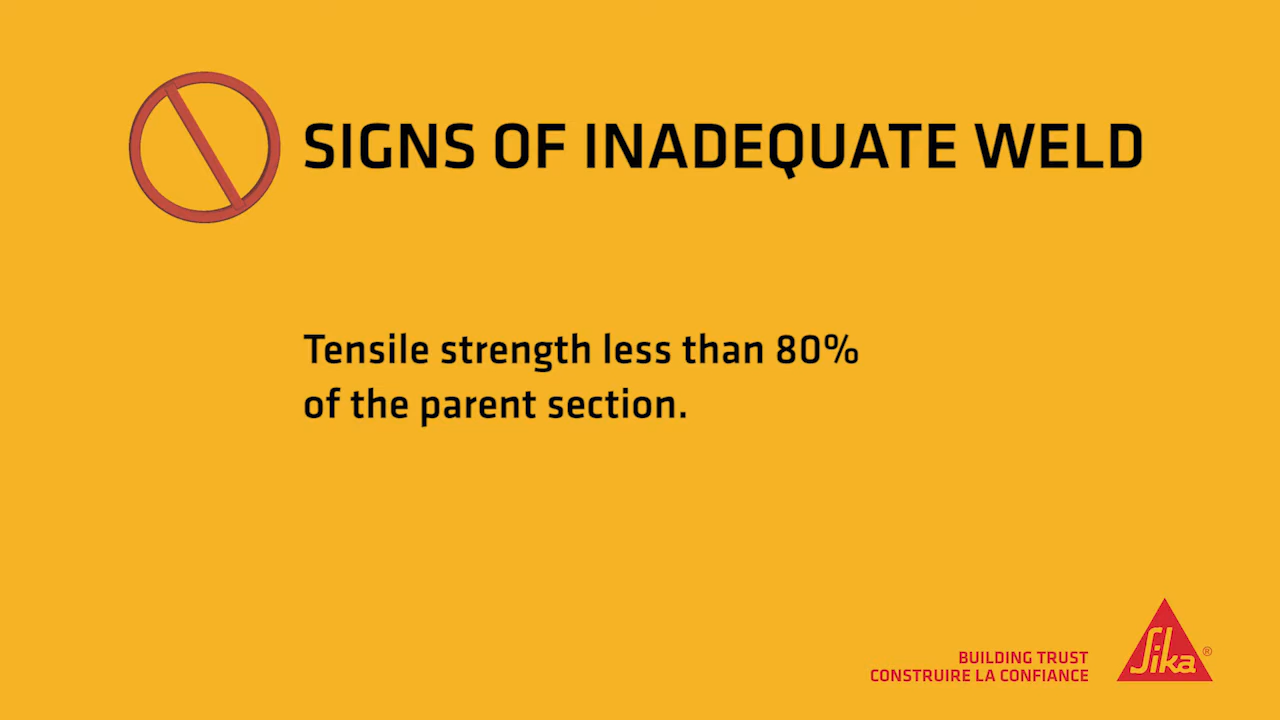 SIGNS OF INADEQUATE WELD
Tensile strength less than 80%
of the parent section.
BUILDING TRUST
CONSTRUIRE LA CONFIANCE
Sika®